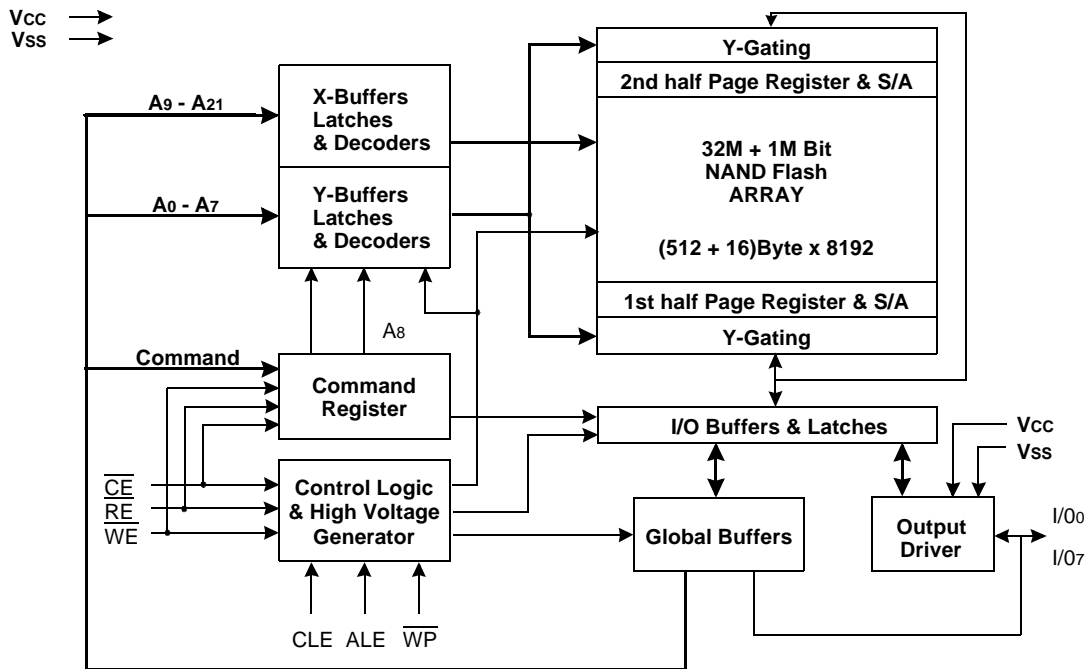 VCC
VSS
A9 - A21
X-Buffers
Latches
& Decoders
A0 - A7
Y-Buffers
Latches
& Decoders
Y-Gating
2nd half Page Register & S/A
32M + 1M Bit
NAND Flash
ARRAY
(512 + 16)Byte x 8192
1st half Page Register & S/A
Y-Gating
A8
Command
Command
Register
I/O Buffers & Latches
VCC
VSS
CE
RE
WE
Control Logic
& High Voltage
Generator
Global Buffers
Output
Driver
I/00
I/07
CLE
ALE
WP